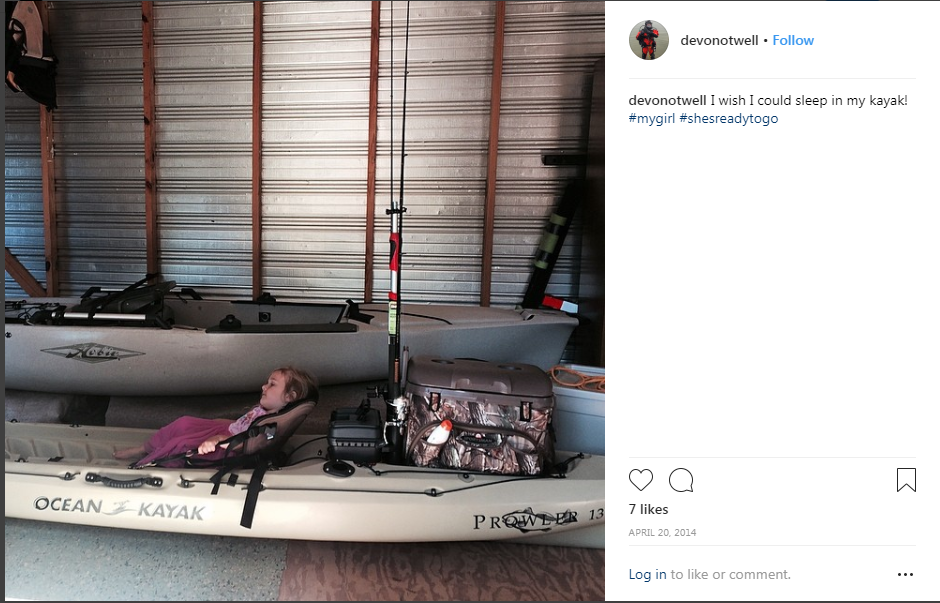 devonotwell • Follow
devonotwell I wish I could sleep in my kayak!
#mygirl #shesreadytogo
OCEAN KAYAK
PROWLER 13
7 likes
APRIL 20, 2014
Log in to like or comment.